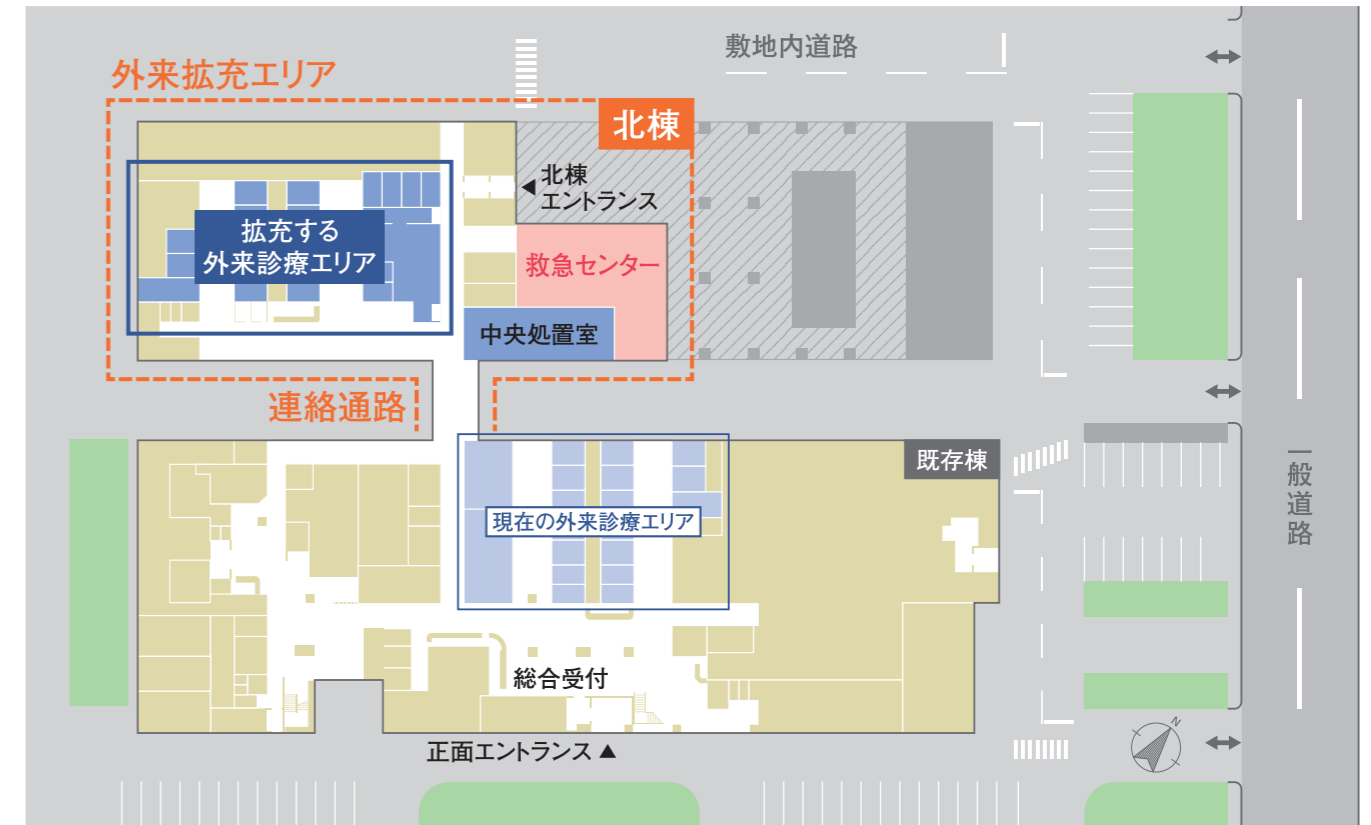 敷地内道路
外来拡充エリア
北棟
北棟
エントランス
拡充する
外来診療エリア
救急センター
中央処置室
連絡通路
既存棟
一般道路
現在の外来診療エリア
総合受付
正面エントランス ▲
N